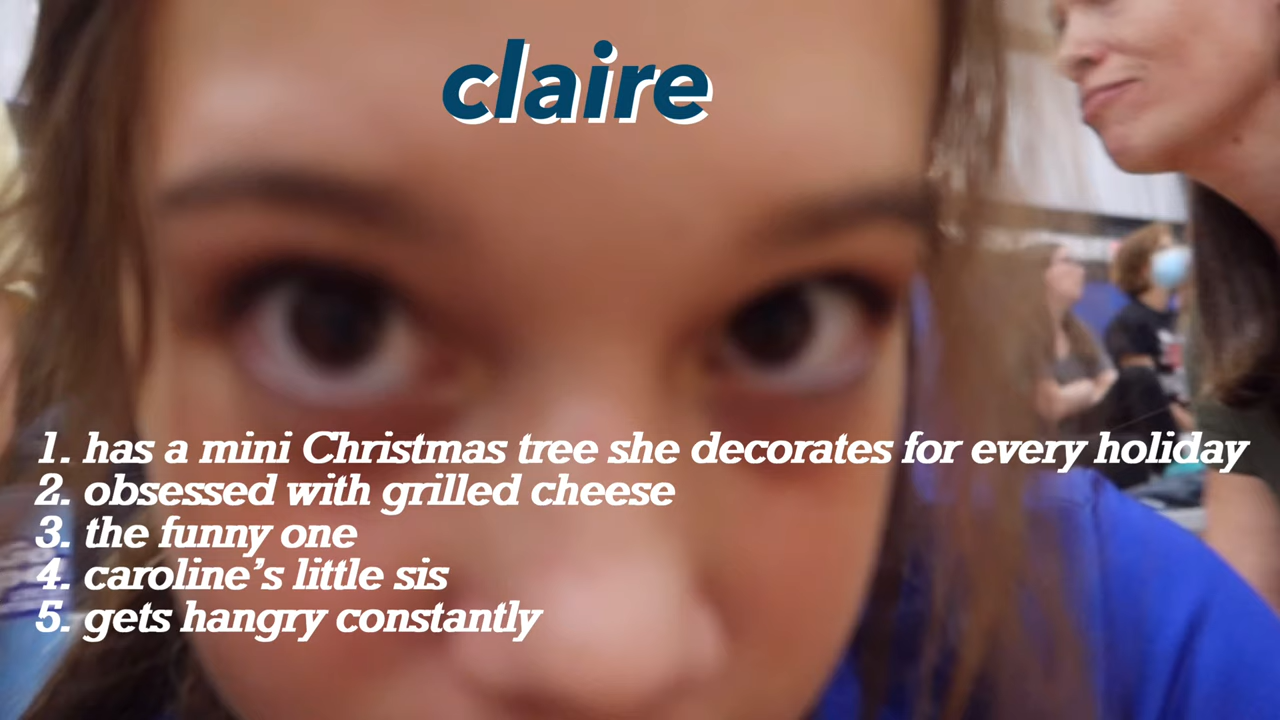 claire
1. has a mini Christmas tree she decorates for every holiday
2. obsessed with grilled cheese
3. the funny one
4. caroline's little sis
5. gets hangry constantly